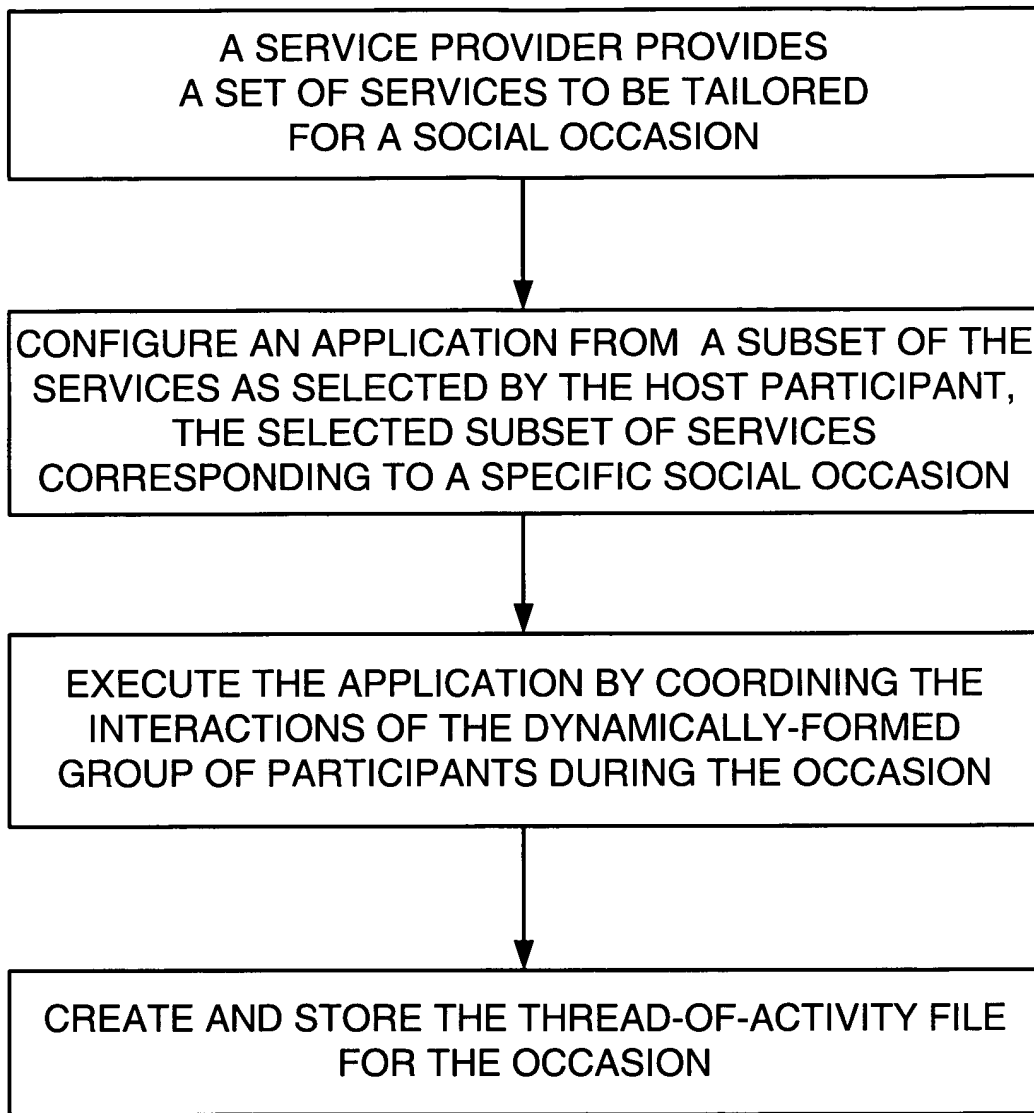 A SERVICE PROVIDER PROVIDES
A SET OF SERVICES TO BE TAILORED
FOR A SOCIAL OCCASION
CONFIGURE AN APPLICATION FROM A SUBSET OF THE
SERVICES AS SELECTED BY THE HOST PARTICIPANT,
THE SELECTED SUBSET OF SERVICES
CORRESPONDING TO A SPECIFIC SOCIAL OCCASION
EXECUTE THE APPLICATION BY COORDINING THE
INTERACTIONS OF THE DYNAMICALLY-FORMED
GROUP OF PARTICIPANTS DURING THE OCCASION
CREATE AND STORE THE THREAD-OF-ACTIVITY FILE
FOR THE OCCASION